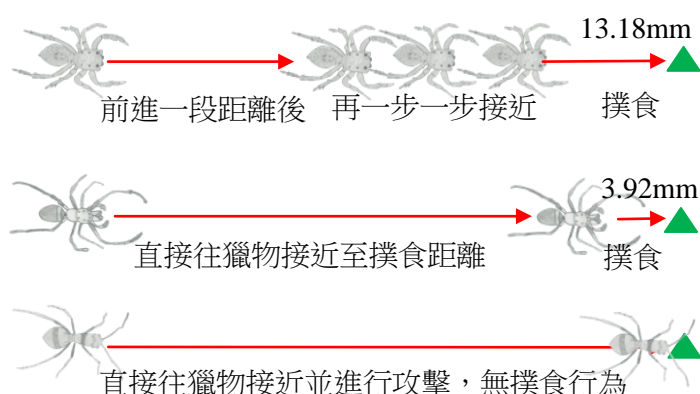 13.18mm
前進一段距離後 再一步一步接近 撲食
3.92mm
直接往獵物接近至撲食距離 撲食
直接往獵物接近並進行攻擊，無撲食行為